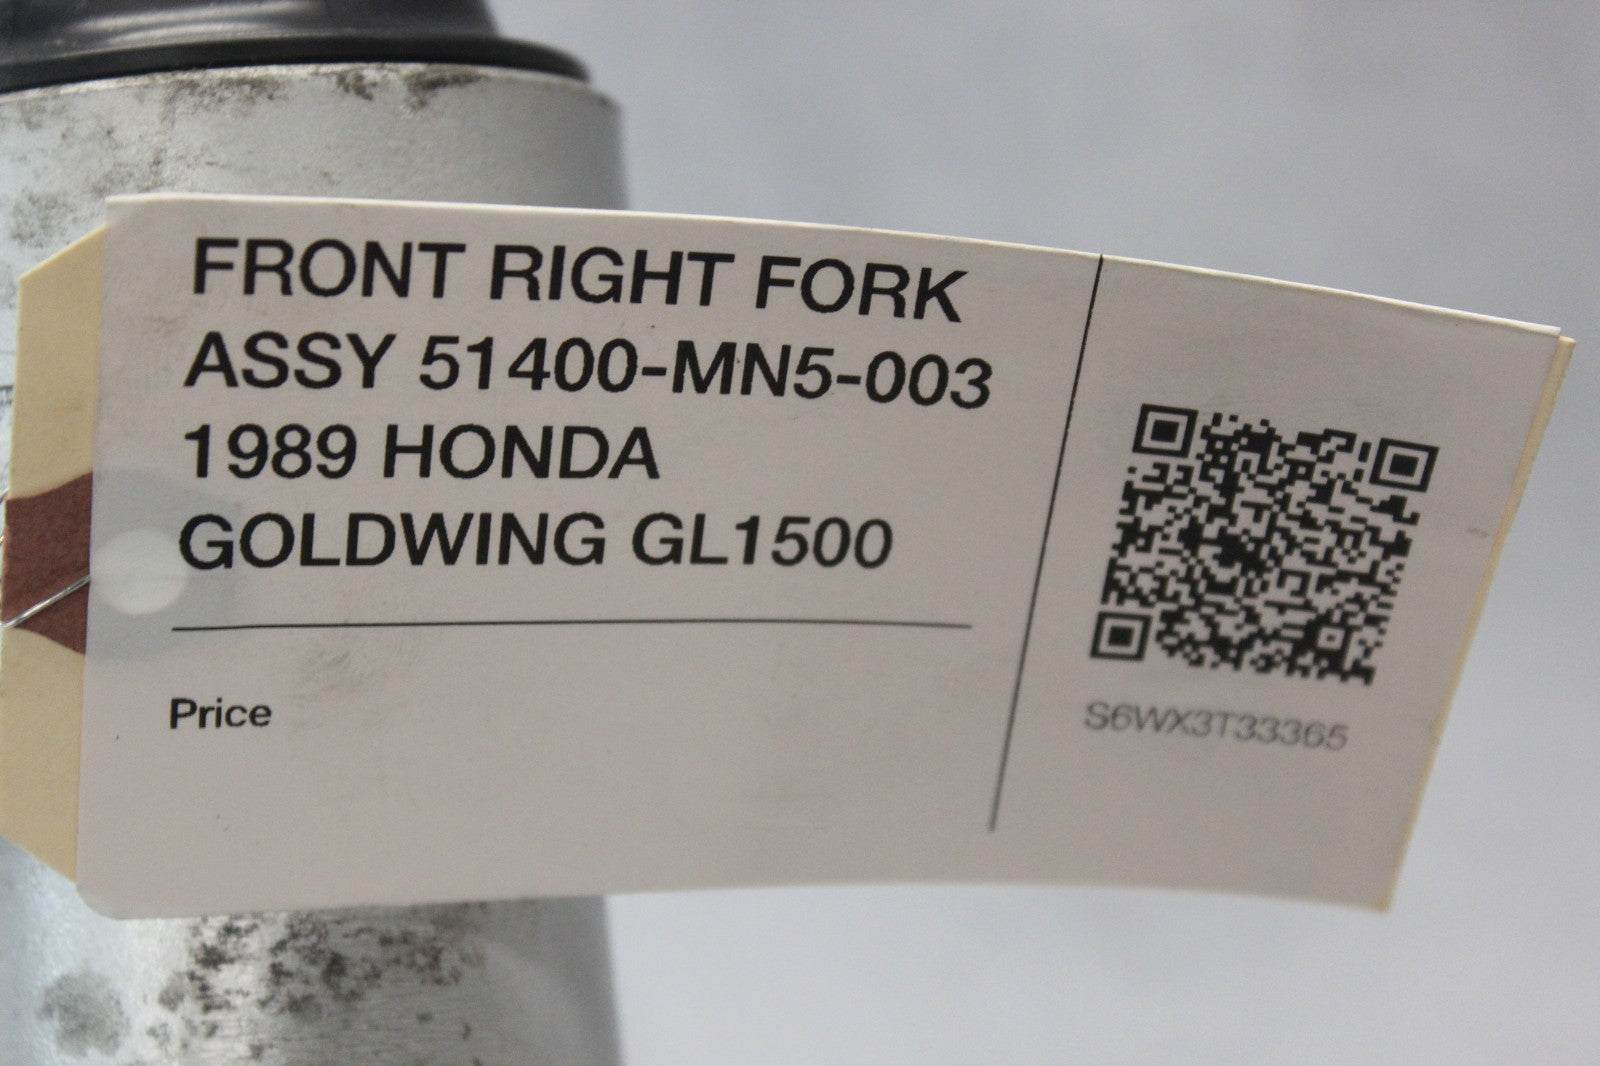 FRONT RIGHT FORK
ASSY 51400-MN5-003
1989 HONDA
GOLDWING GL1500
Price
S6WX3T33365